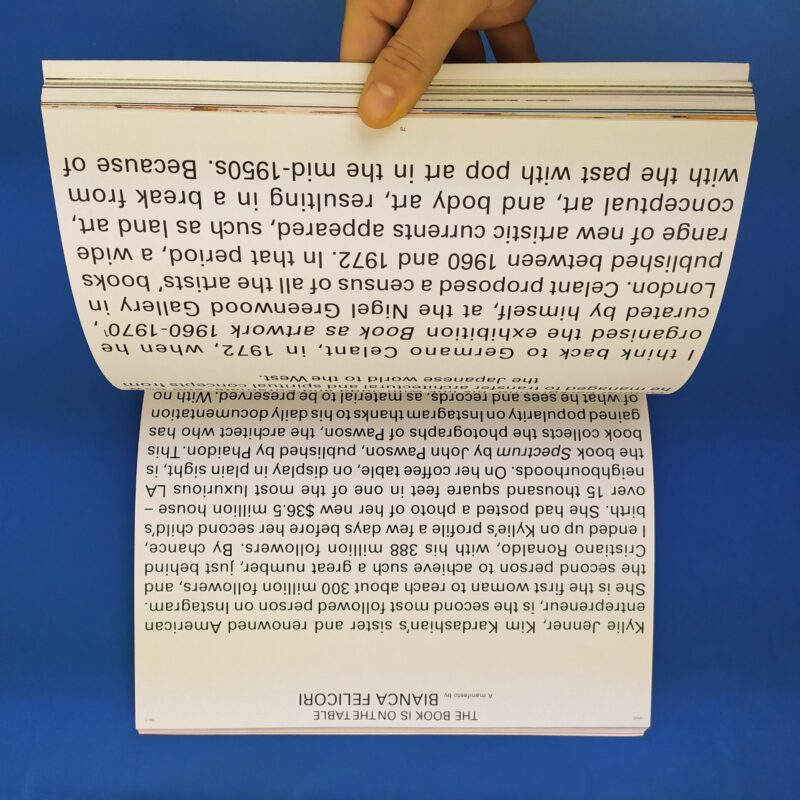 THE BOOK IS ON THE TABLE
A manifesto by BIANCA FELICORI
Kylie Jenner, Kim Kardashian's sister and renowned American
entrepreneur, is the second most followed person on Instagram.
She is the first woman to reach about 300 million followers, and
the second person to achieve such a great number, just behind
Cristiano Ronaldo, with his 388 million followers. By chance,
I ended up on Kylie's profile a few days before her second child's
birth. She had posted a photo of her new $36.5 million house –
over 15 thousand square feet in one of the most luxurious LA
neighbourhoods. On her coffee table, on display in plain sight, is
the book Spectrum by John Pawson, published by Phaidon. This
book collects the photographs of Pawson, the architect who has
gained popularity on Instagram thanks to his daily documentation
of what he sees and records, as material to be preserved. With no
he managed to transfer architectural and spiritual concepts from
the Japanese world to the West.
I think back to Germano Celant, in 1972, when he
organised the exhibition Book as artwork 1960-1970¹,
curated by himself, at the Nigel Greenwood Gallery in
London. Celant proposed a census of all the artists' books
published between 1960 and 1972. In that period, a wide
range of new artistic currents appeared, such as land art,
conceptual art, and body art, resulting in a break from
with the past with pop art in the mid-1950s. Because of
75